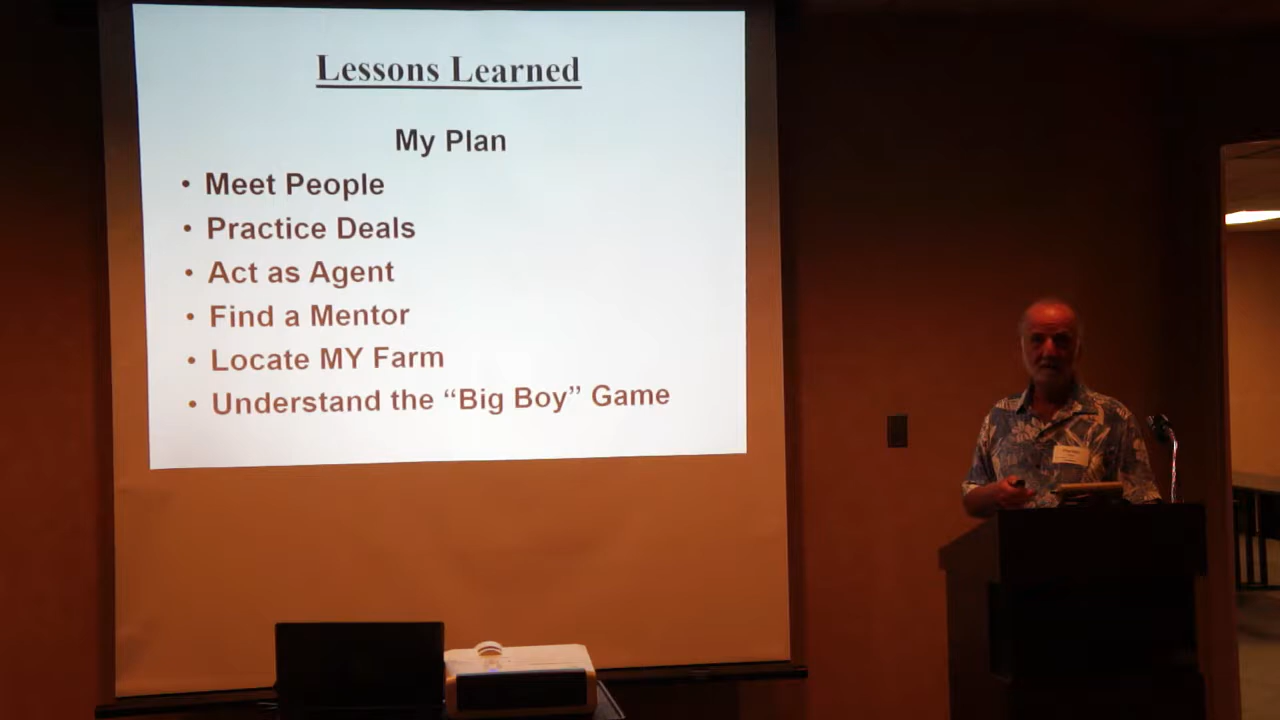 Lessons Learned
My Plan
• Meet People
• Practice Deals
• Act as Agent
• Find a Mentor
• Locate MY Farm
• Understand the “Big Boy” Game